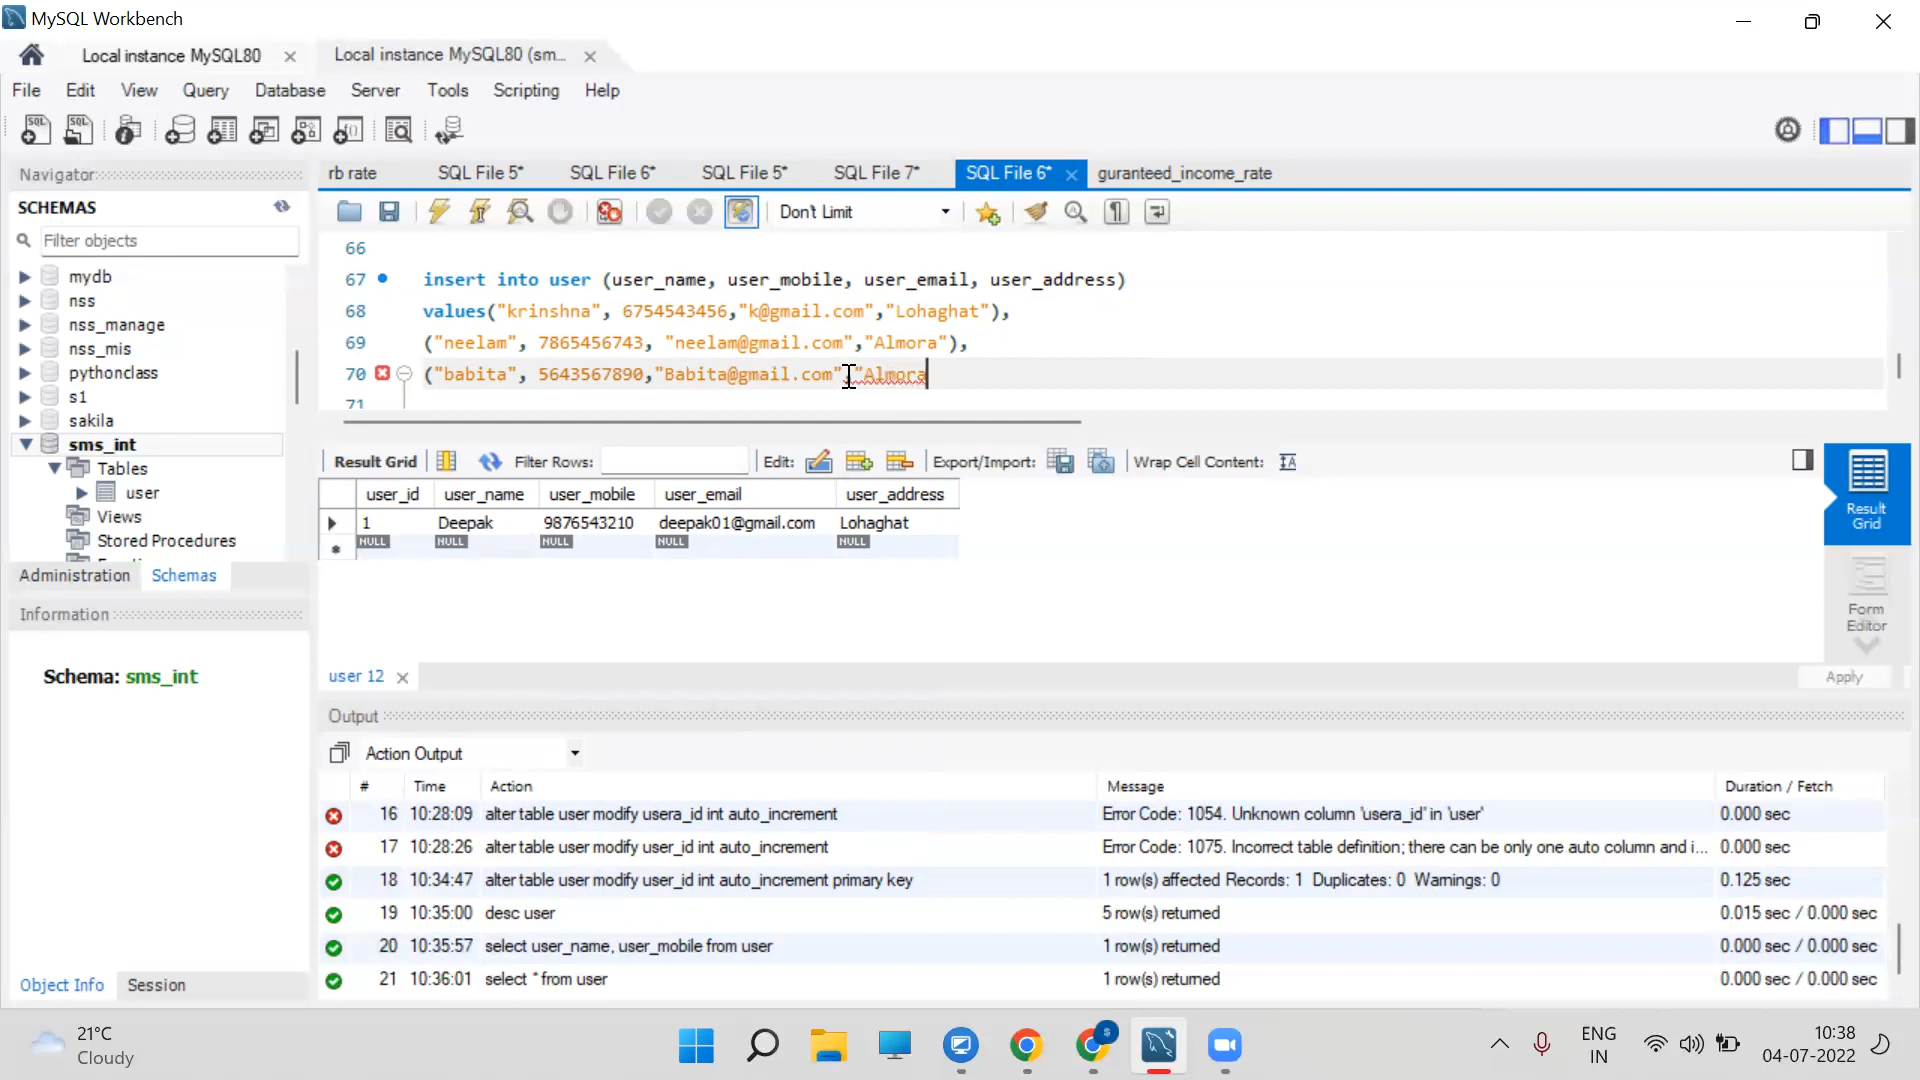 MySQL Workbench
Local instance MySQL80
Local instance MySQL80 (sm...
File Edit View Query Database Server Tools Scripting Help
Navigator
SCHEMAS
Filter objects
mydb
nss
nss_manage
nss_mis
pythonclass
s1
sakila
sms_int
Tables
user
Views
Stored Procedures
Administration Schemas
Information
Schema: sms_int
Object Info Session
rb rate SQL File 5* SQL File 6* SQL File 5* SQL File 7* SQL File 6* guranteed_income_rate
Don't Limit
66
67 insert into user (user_name, user_mobile, user_email, user_address)
68 values("krinshna", 6754543456,"k@gmail.com","Lohaghat"),
69 ("neelam", 7865456743, "neelam@gmail.com","Almora"),
70 ("babita", 5643567890,"Babita@gmail.com","Almora
71
Result Grid Filter Rows: Edit: Export/Import: Wrap Cell Content:
user_id user_name user_mobile user_email user_address
1 Deepak 9876543210 deepak01@gmail.com Lohaghat
NULL NULL NULL NULL NULL
Result
Grid
Form
Editor
user 12
Apply
Output
Action Output
# Time Action Message Duration / Fetch
16 10:28:09 alter table user modify usera_id int auto_increment Error Code: 1054. Unknown column 'usera_id' in 'user' 0.000 sec
17 10:28:26 alter table user modify user_id int auto_increment Error Code: 1075. Incorrect table definition; there can be only one auto column and i... 0.000 sec
18 10:34:47 alter table user modify user_id int auto_increment primary key 1 row(s) affected Records: 1 Duplicates: 0 Warnings: 0 0.125 sec
19 10:35:00 desc user 5 row(s) returned 0.015 sec / 0.000 sec
20 10:35:57 select user_name, user_mobile from user 1 row(s) returned 0.000 sec / 0.000 sec
21 10:36:01 select * from user 1 row(s) returned 0.000 sec / 0.000 sec
21°C
Cloudy
ENG
IN
10:38
04-07-2022